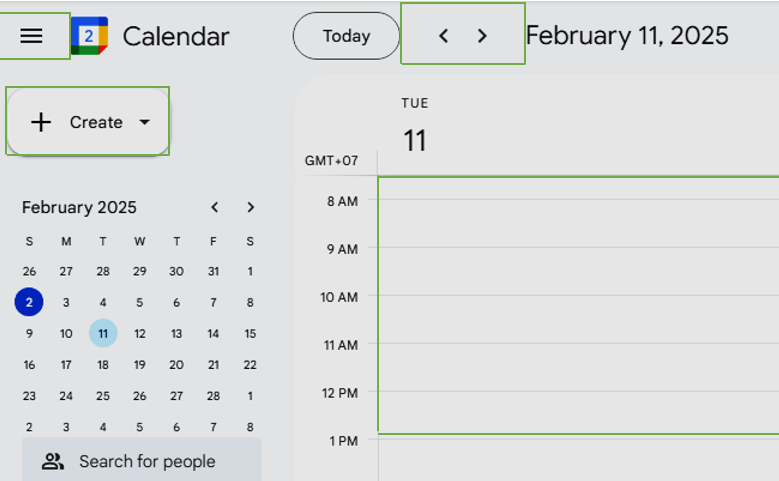 2 Calendar Today February 11, 2025
Create
TUE
11
GMT+07
February 2025
S M T W T F S
26 27 28 29 30 31 1
2 3 4 5 6 7 8
9 10 11 12 13 14 15
16 17 18 19 20 21 22
23 24 25 26 27 28 1
2 3 4 5 6 7 8
Search for people
8 AM
9 AM
10 AM
11 AM
12 PM
1 PM